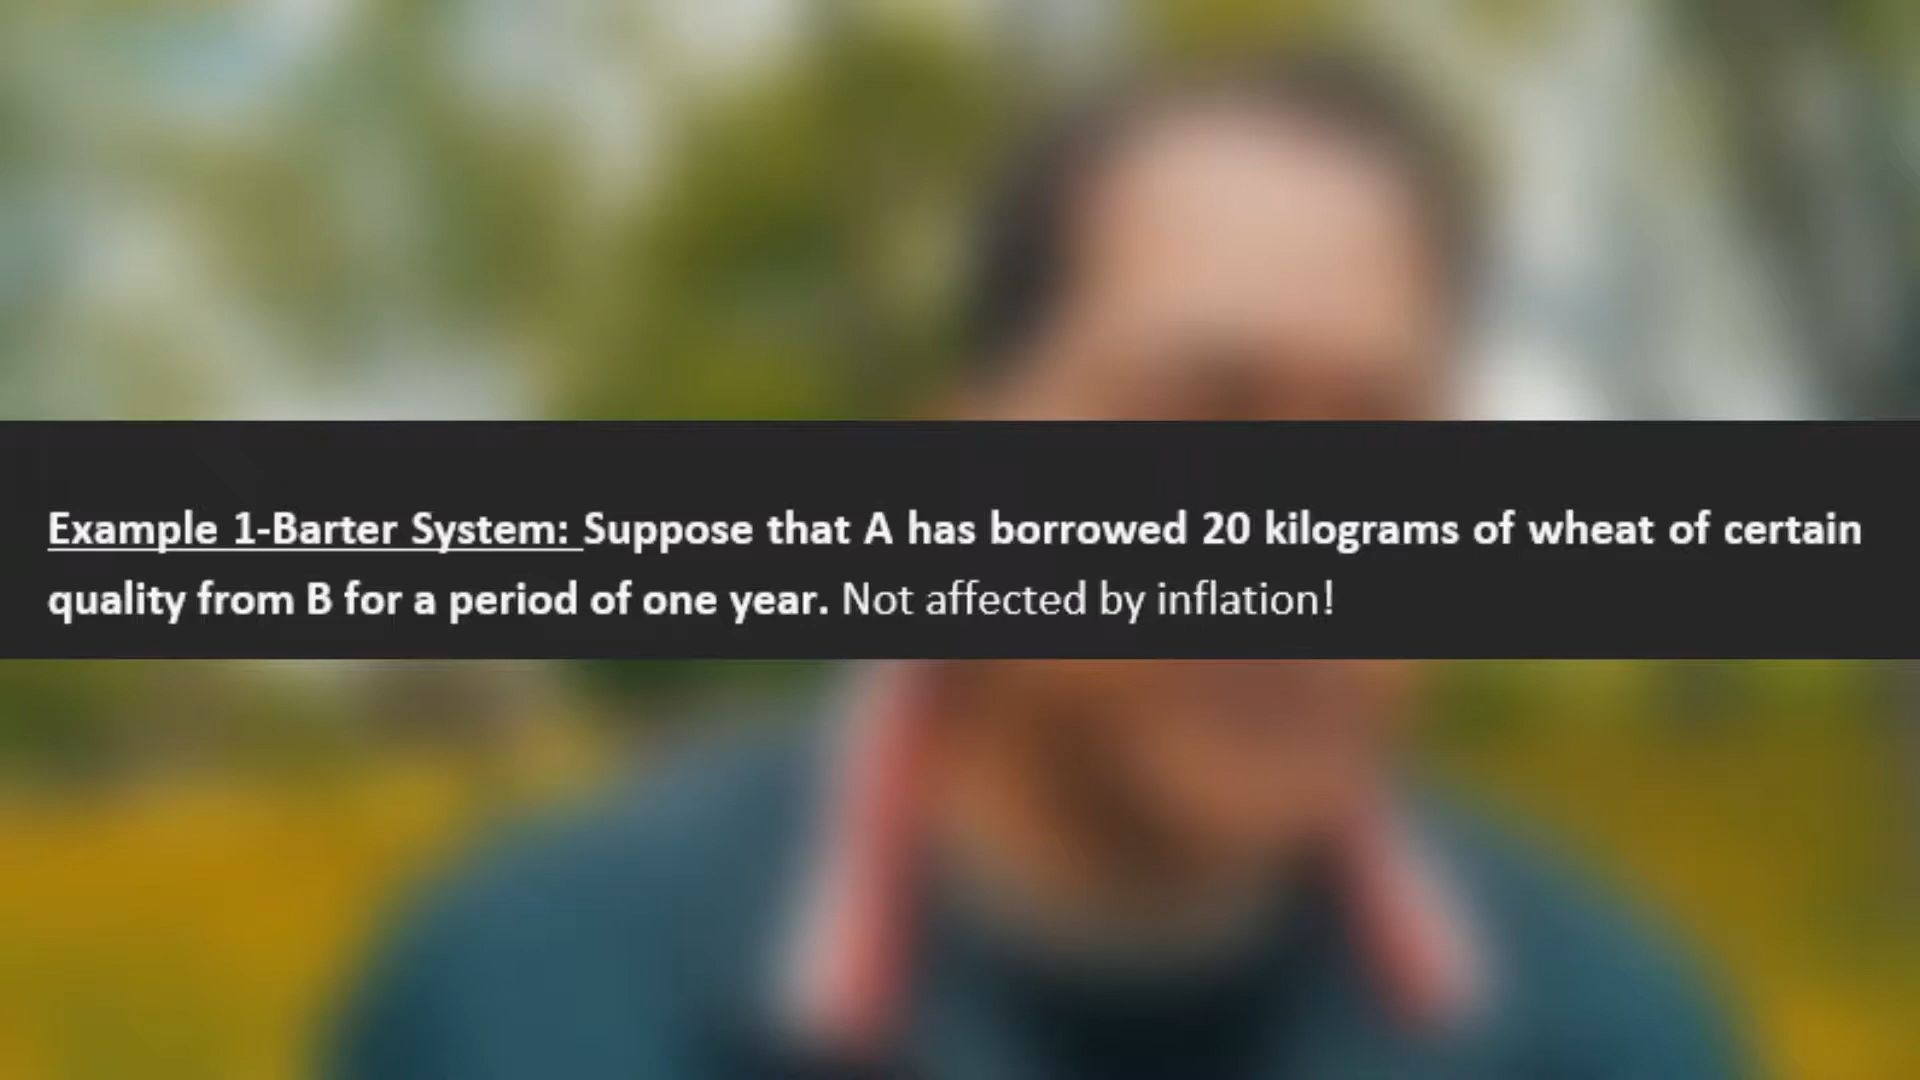 Example 1-Barter System: Suppose that A has borrowed 20 kilograms of wheat of certain
quality from B for a period of one year. Not affected by inflation!